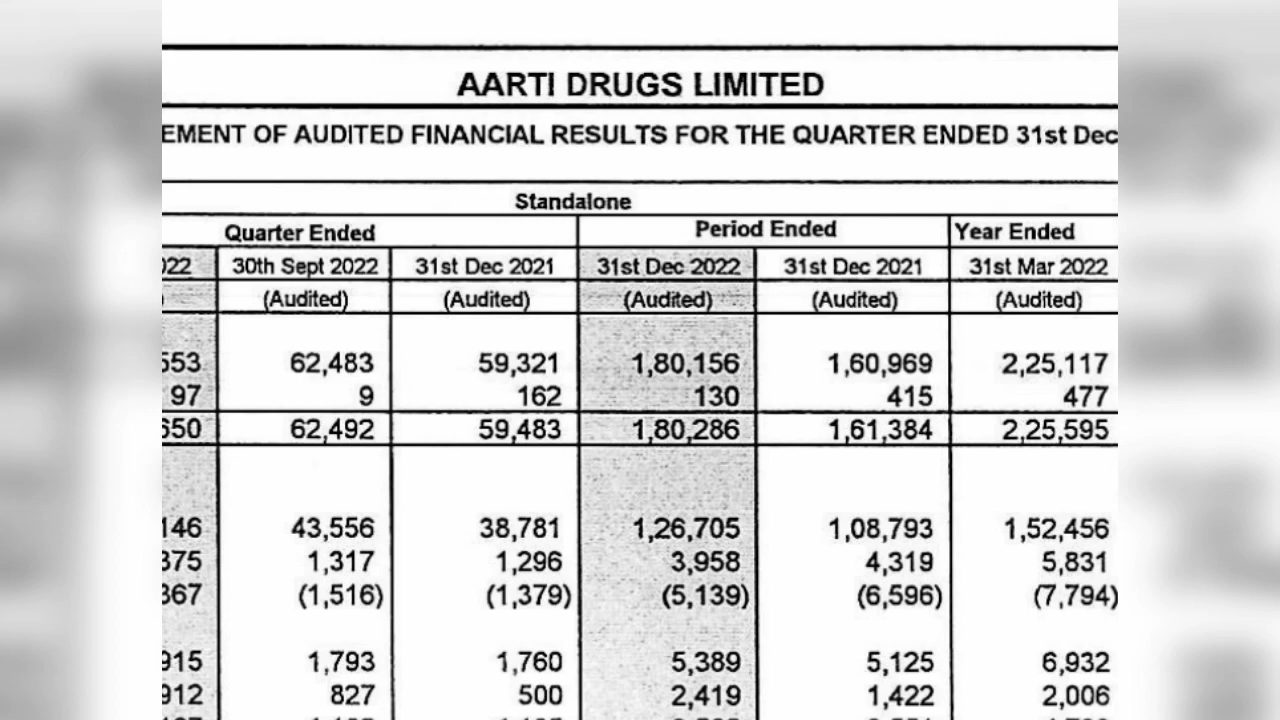 AARTI DRUGS LIMITED
EMENT OF AUDITED FINANCIAL RESULTS FOR THE QUARTER ENDED 31st Dec
Standalone
Quarter Ended Period Ended Year Ended
022 30th Sept 2022 31st Dec 2021 31st Dec 2022 31st Dec 2021 31st Mar 2022
) (Audited) (Audited) (Audited) (Audited) (Audited)
553 62,483 59,321 1,80,156 1,60,969 2,25,117
97 9 162 130 415 477
650 62,492 59,483 1,80,286 1,61,384 2,25,595
146 43,556 38,781 1,26,705 1,08,793 1,52,456
375 1,317 1,296 3,958 4,319 5,831
367 (1,516) (1,379) (5,139) (6,596) (7,794)
915 1,793 1,760 5,389 5,125 6,932
912 827 500 2,419 1,422 2,006